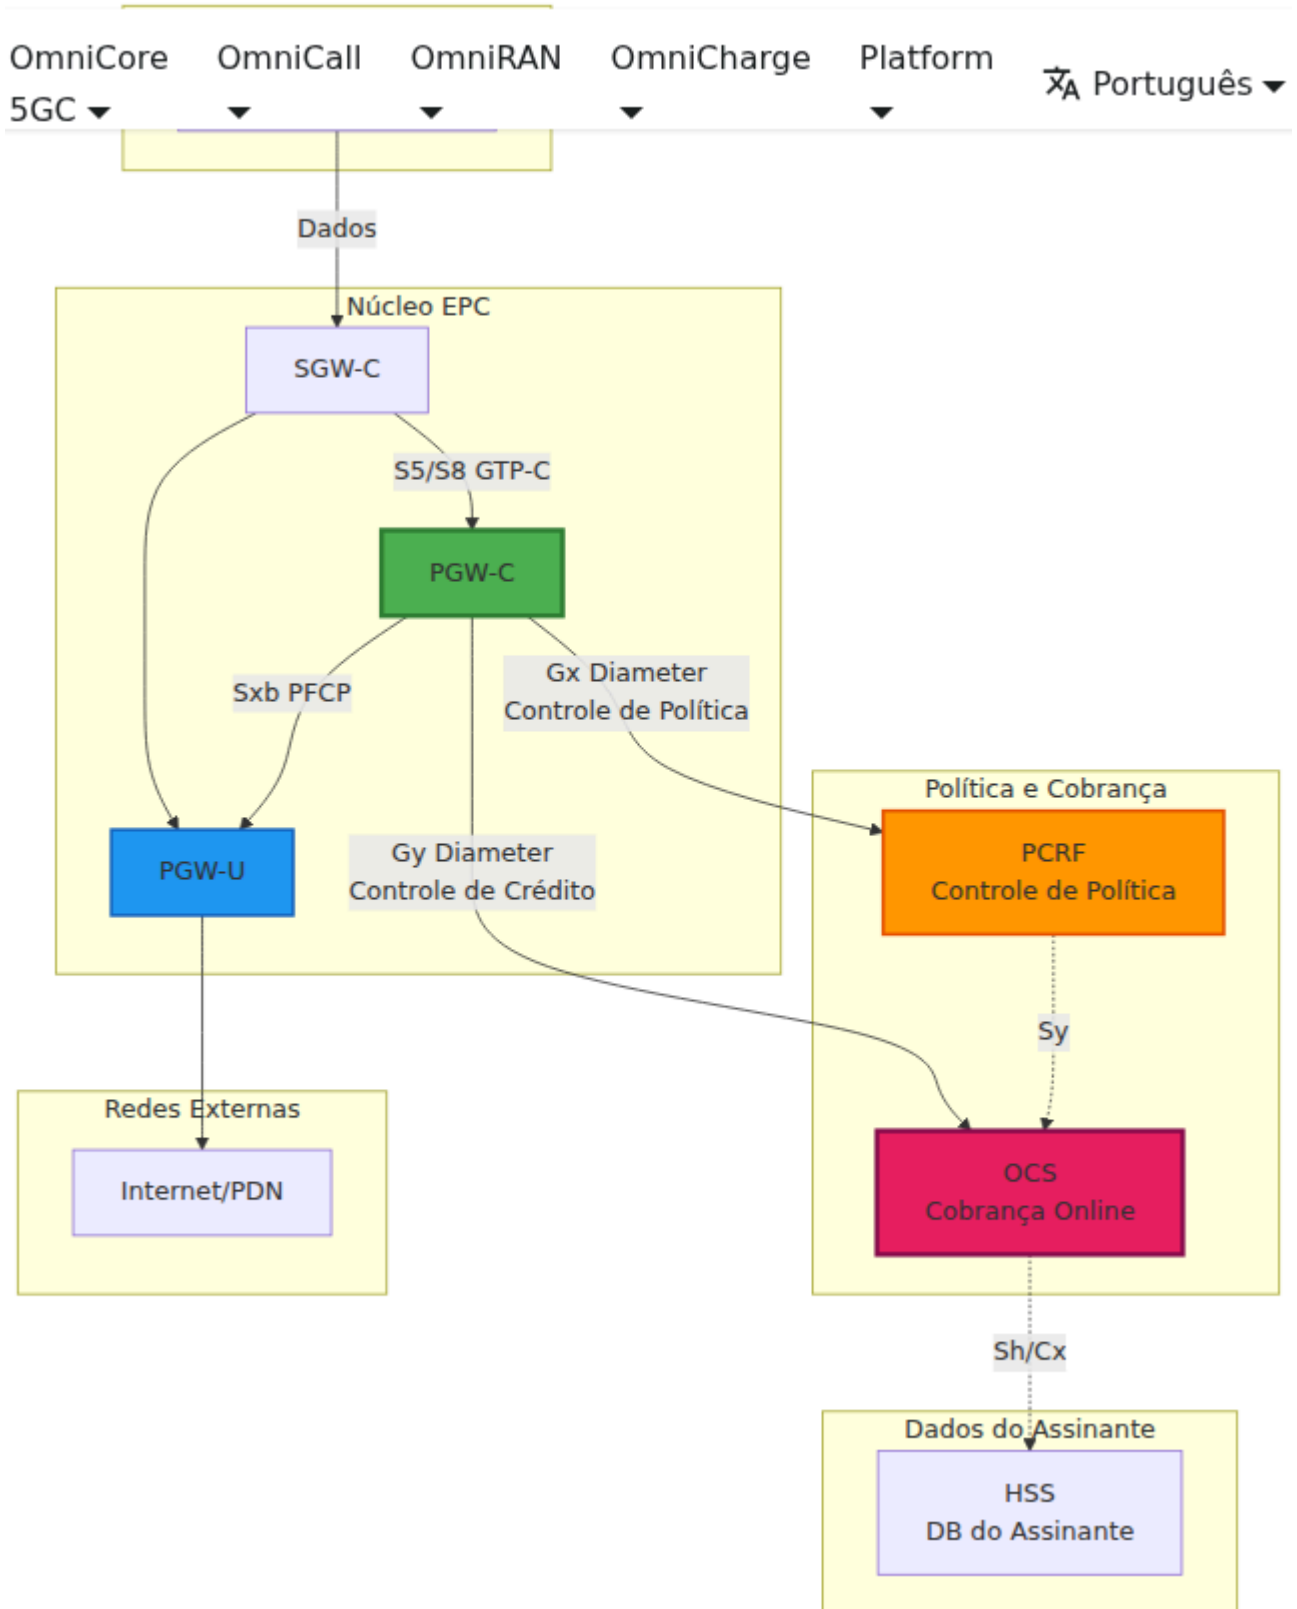 OmniCore
5GC
OmniCall
OmniRAN
OmniCharge
Platform
Português
Dados
Núcleo EPC
SGW-C
S5/S8 GTP-C
PGW-C
Gx Diameter
Controle de Política
Sxb PFCP
Política e Cobrança
PCRF
Controle de Política
Gy Diameter
Controle de Crédito
PGW-U
Sy
Redes Externas
Internet/PDN
OCS
Cobrança Online
Sh/Cx
Dados do Assinante
HSS
DB do Assinante